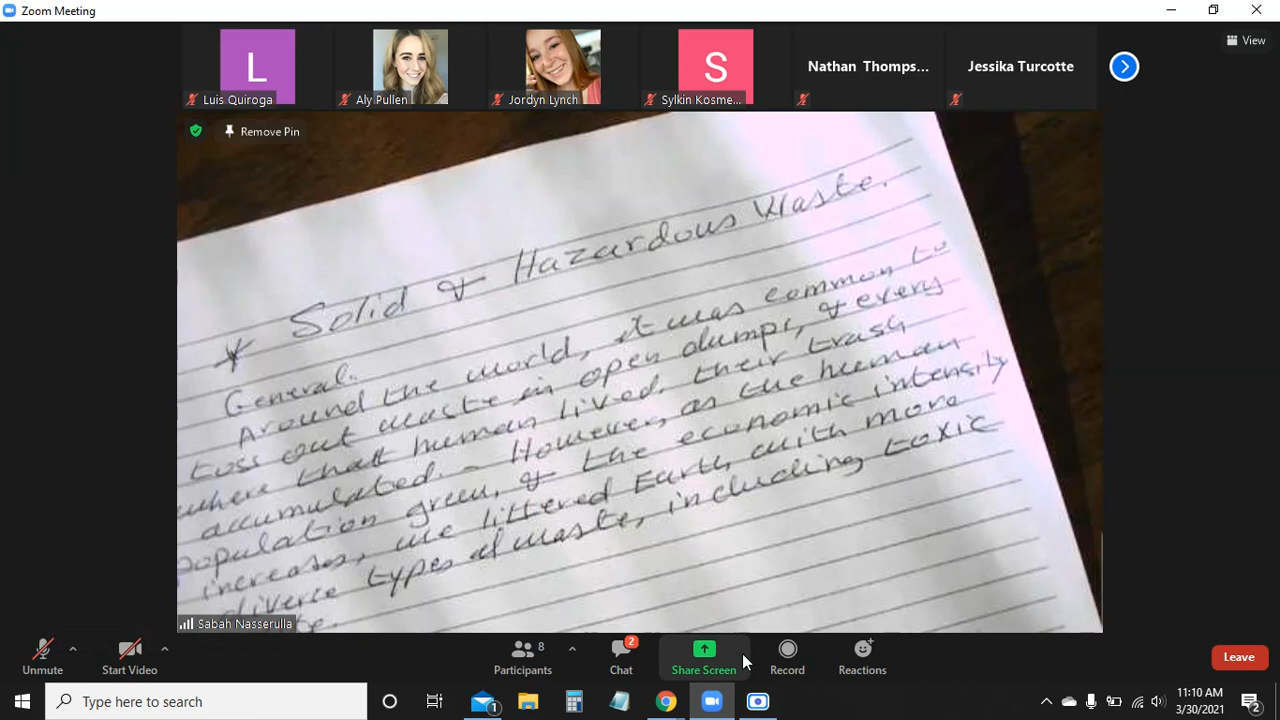 Zoom Meeting
View
L
S
Nathan Thomps...
Jessika Turcotte
Luis Quiroga
Aly Pullen
Jordyn Lynch
Sylkin Kosme...
Remove Pin
Solid & Hazardous Waste.
General.
Around the world, it was common to
toss out waste in open dumps, & every
where that human lived. their trash
accumulated. - However, as the human
population green, & the economic intensity
increases, we littered Earth with more
diverse types of waste, including toxic
Sabah Nasserulla
8
2
Unmute
Start Video
Participants
Chat
Share Screen
Record
Reactions
Leave
Type here to search
1
11:10 AM
3/30/2021
2